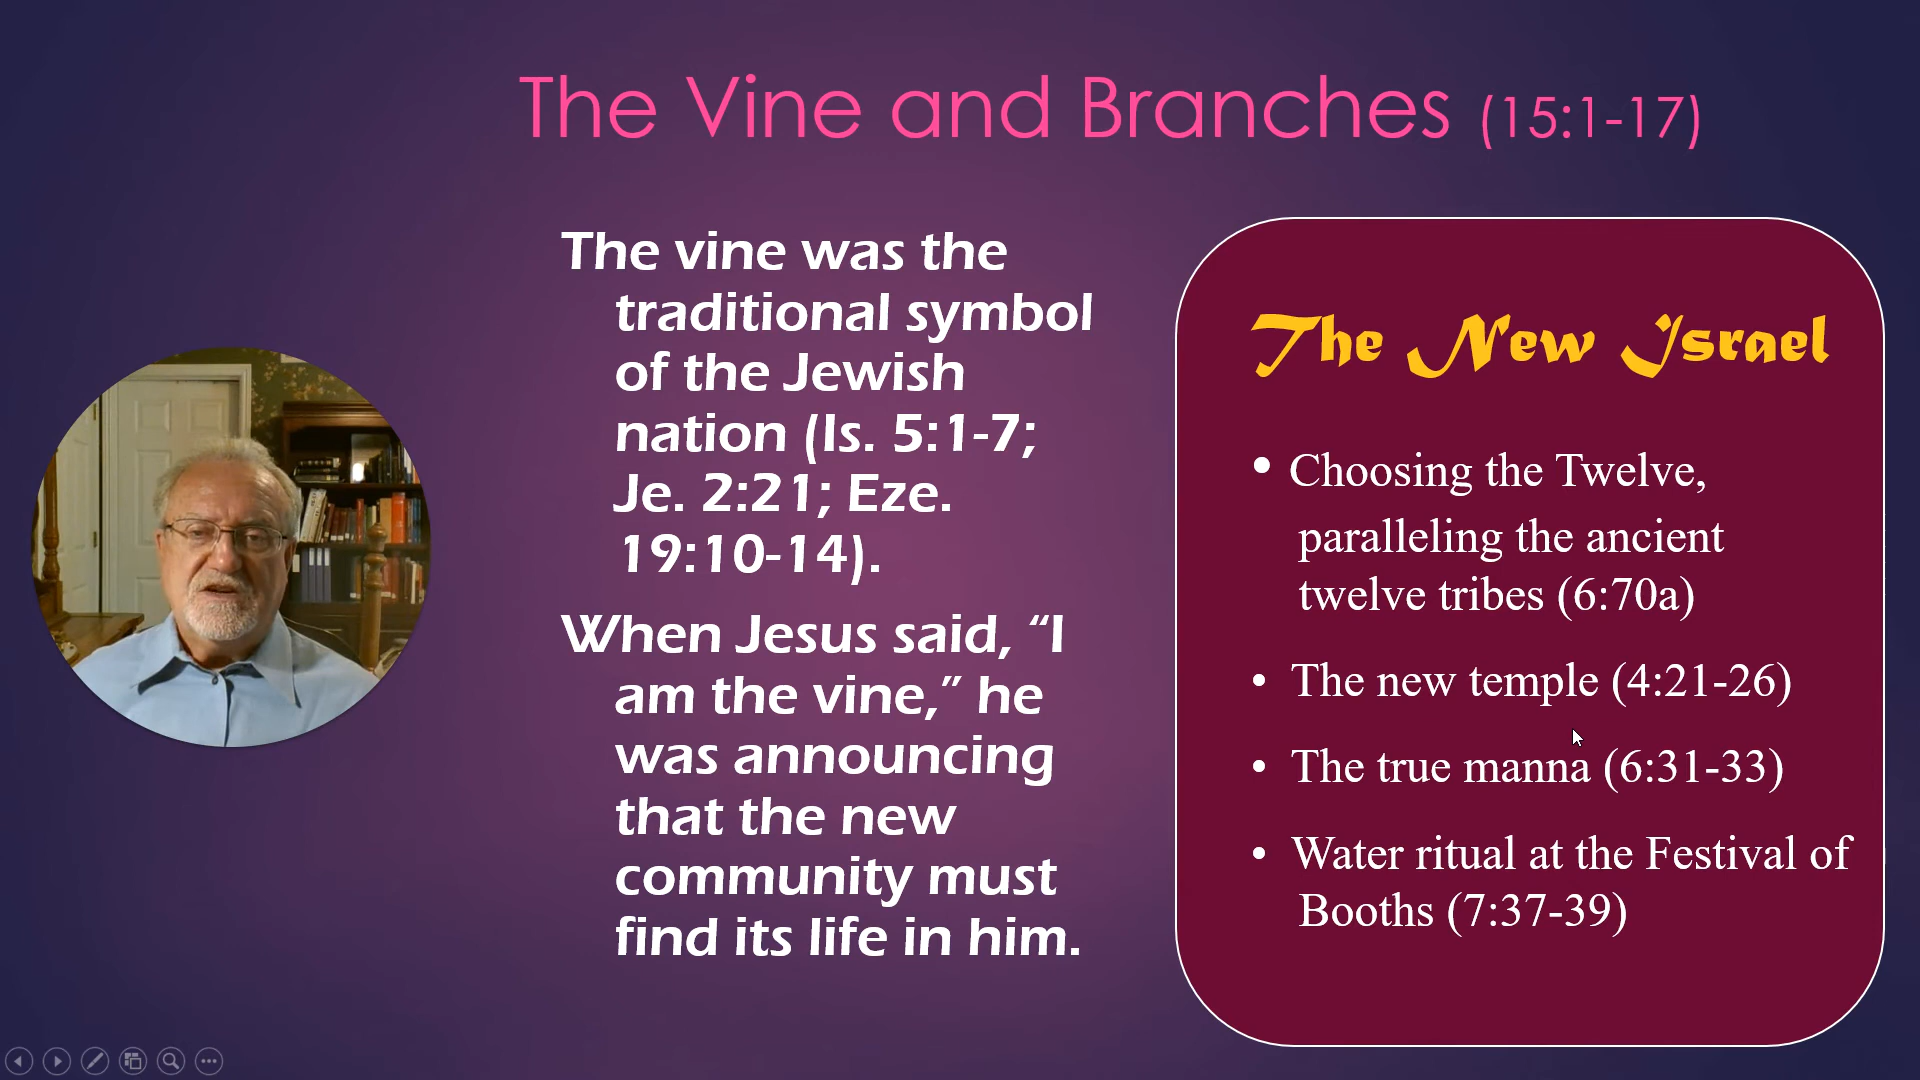 The Vine and Branches (15:1-17)
The vine was the
traditional symbol
of the Jewish
nation (Is. 5:1-7;
Je. 2:21; Eze.
19:10-14).
When Jesus said, “I
am the vine,” he
was announcing
that the new
community must
find its life in him.
The New Israel
• Choosing the Twelve,
paralleling the ancient
twelve tribes (6:70a)
• The new temple (4:21-26)
• The true manna (6:31-33)
• Water ritual at the Festival of
Booths (7:37-39)